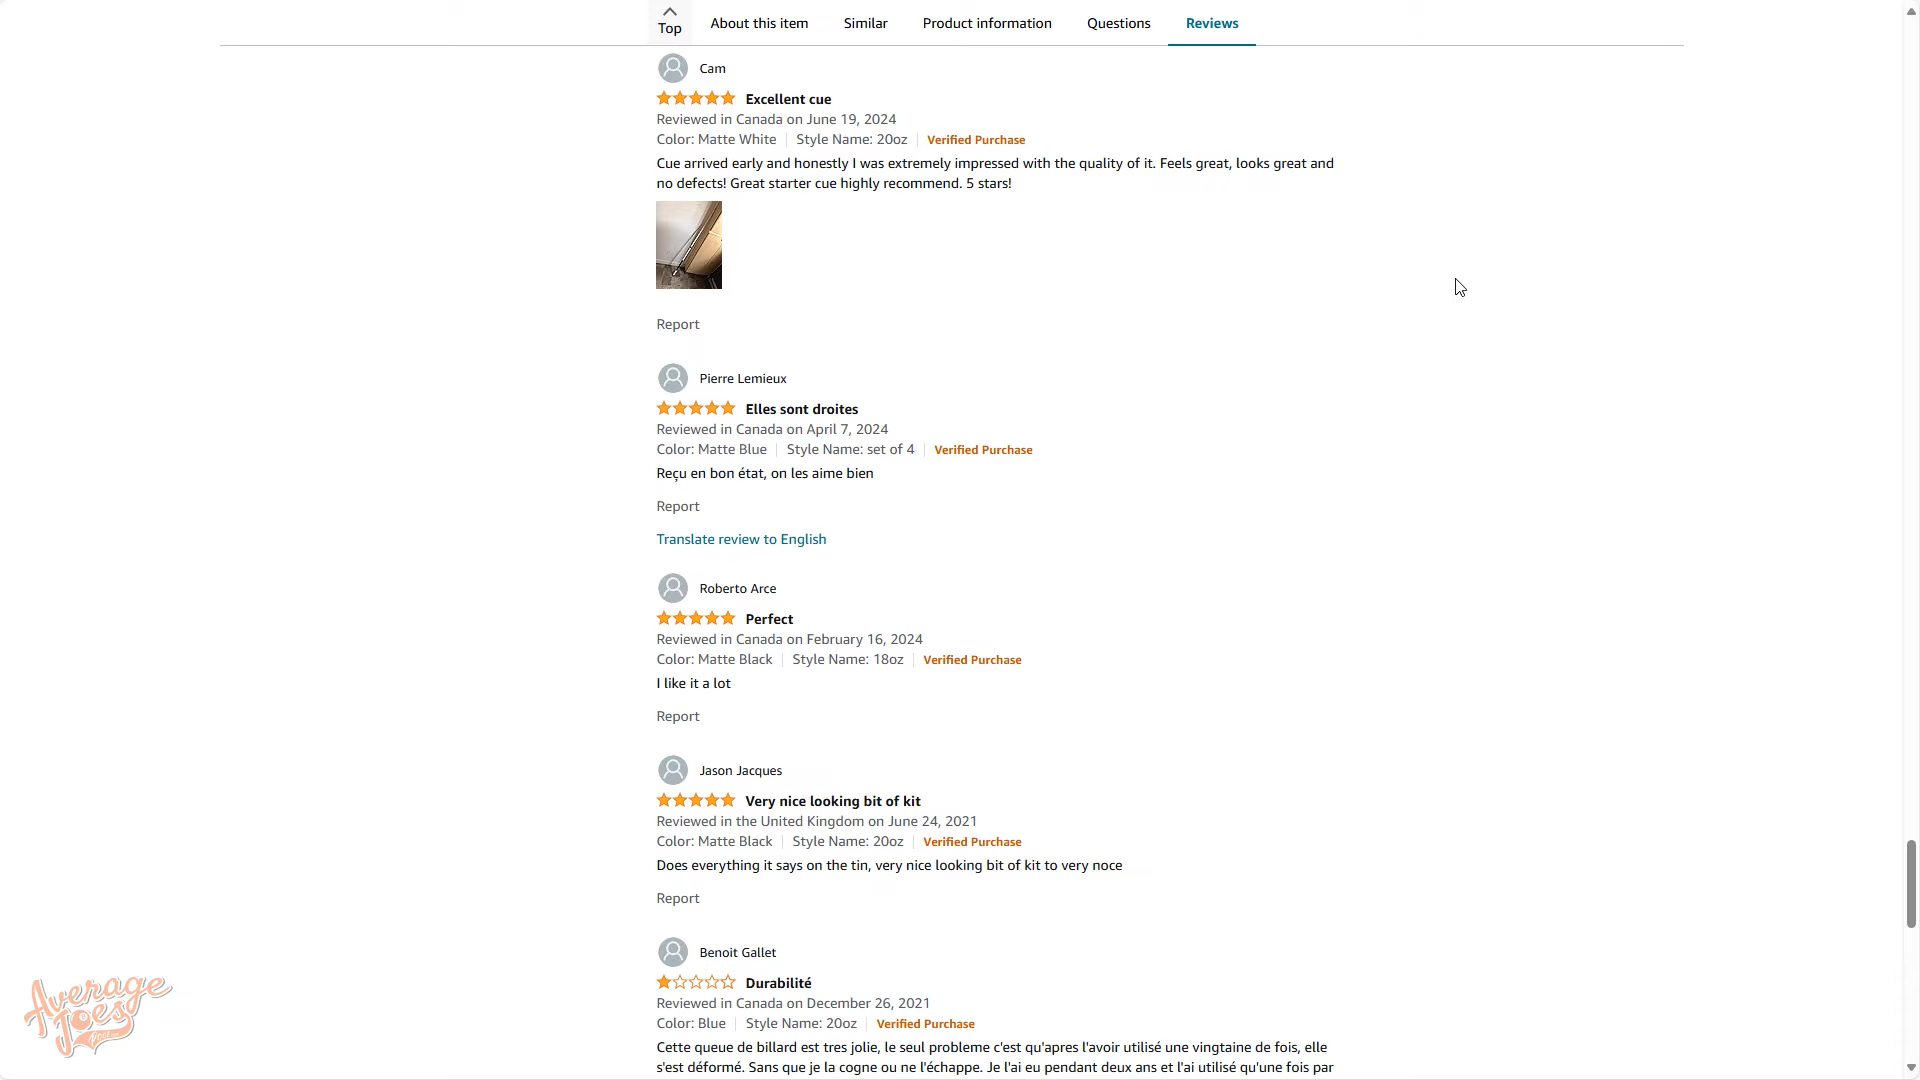 Top
About this item
Similar
Product information
Questions
Reviews
Cam
Excellent cue
Reviewed in Canada on June 19, 2024
Color: Matte White | Style Name: 20oz | Verified Purchase
Cue arrived early and honestly I was extremely impressed with the quality of it. Feels great, looks great and
no defects! Great starter cue highly recommend. 5 stars!
Report
Pierre Lemieux
Elles sont droites
Reviewed in Canada on April 7, 2024
Color: Matte Blue | Style Name: set of 4 | Verified Purchase
Reçu en bon état, on les aime bien
Report
Translate review to English
Roberto Arce
Perfect
Reviewed in Canada on February 16, 2024
Color: Matte Black | Style Name: 18oz | Verified Purchase
I like it a lot
Report
Jason Jacques
Very nice looking bit of kit
Reviewed in the United Kingdom on June 24, 2021
Color: Matte Black | Style Name: 20oz | Verified Purchase
Does everything it says on the tin, very nice looking bit of kit to very noce
Report
Benoit Gallet
Durabilité
Reviewed in Canada on December 26, 2021
Color: Blue | Style Name: 20oz | Verified Purchase
Cette queue de billard est tres jolie, le seul probleme c'est qu'apres l'avoir utilisé une vingtaine de fois, elle
s'est déformé. Sans que je la cogne ou ne l'échappe. Je l'ai eu pendant deux ans et l'ai utilisé qu'une fois par
Average
Joes